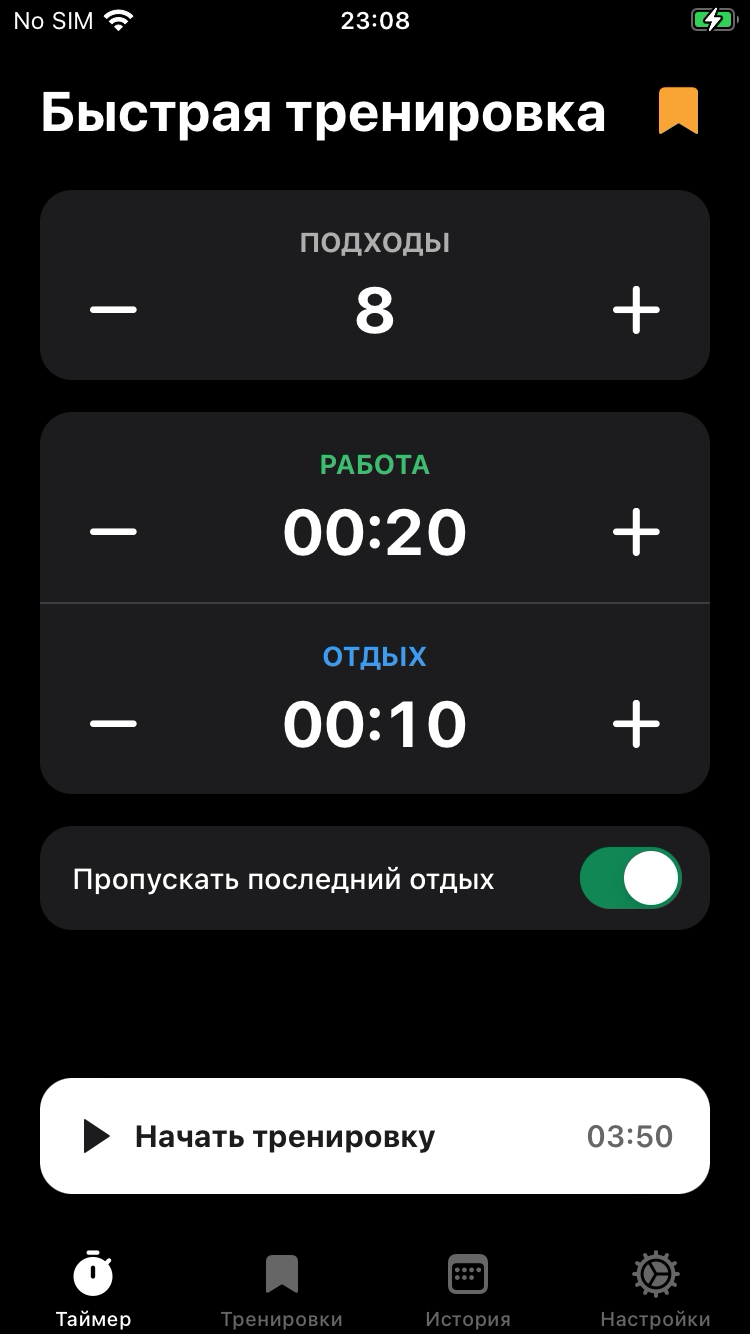 No SIM 23:08
Быстрая тренировка
ПОДХОДЫ
8
РАБОТА
00:20
ОТДЫХ
00:10
Пропускать последний отдых
Начать тренировку 03:50
Таймер Тренировки История Настройки